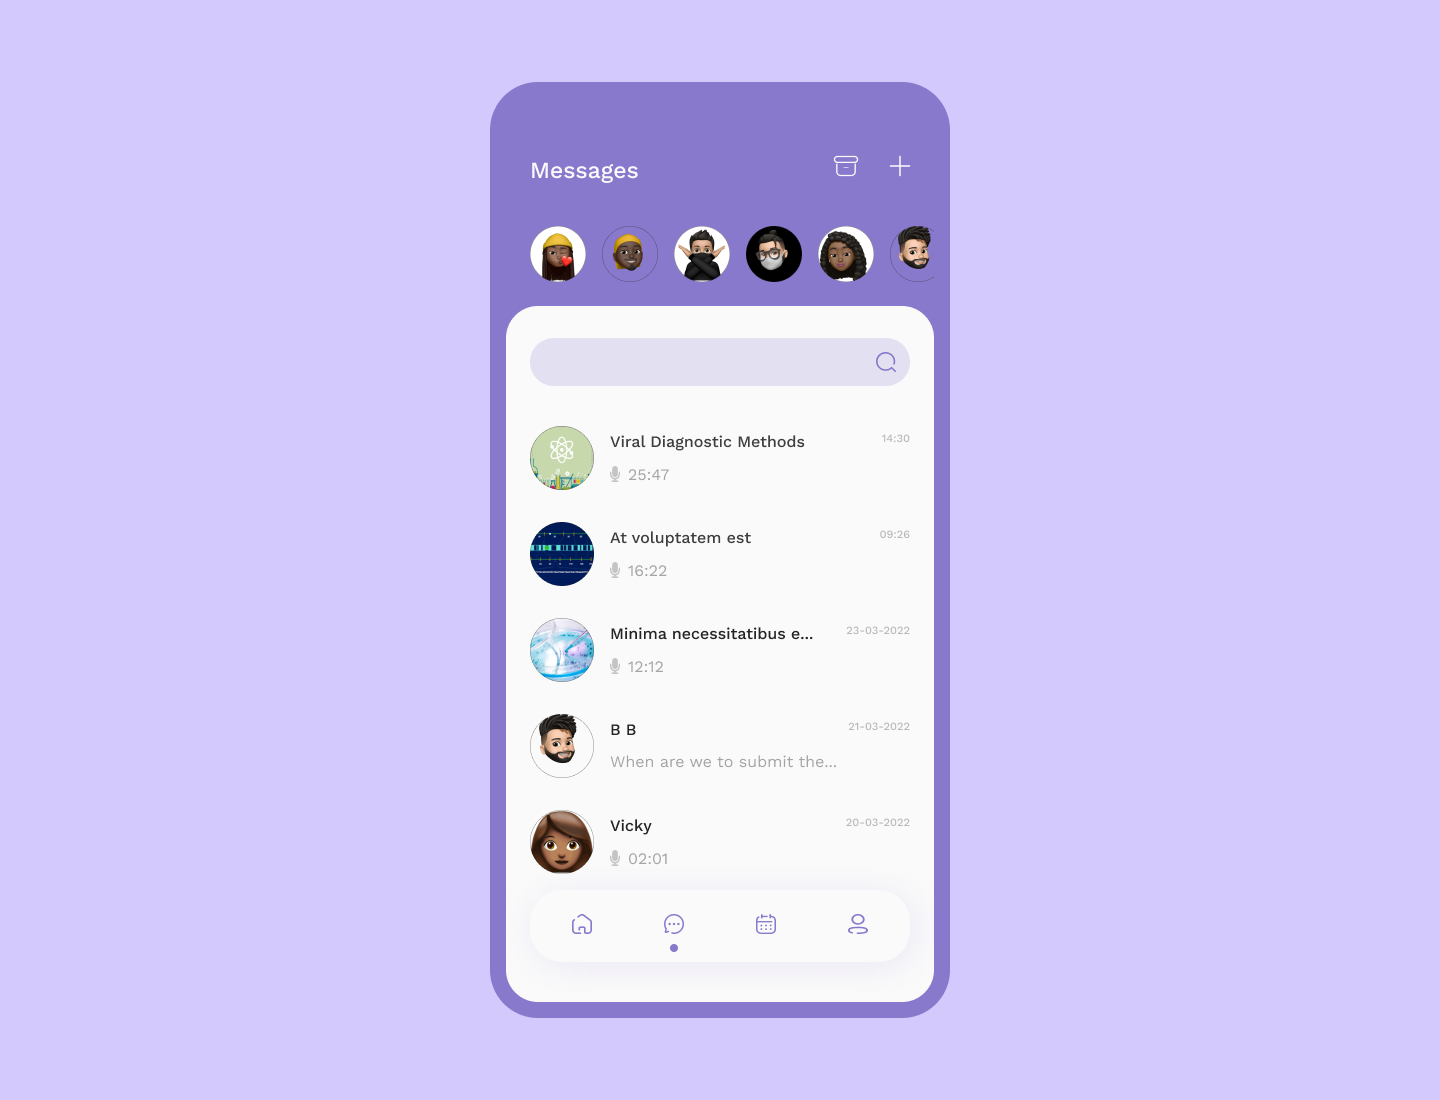 Messages
Viral Diagnostic Methods
14:30
25:47
At voluptatem est
09:26
16:22
Minima necessitatibus e...
23-03-2022
12:12
B B
21-03-2022
When are we to submit the...
Vicky
20-03-2022
02:01